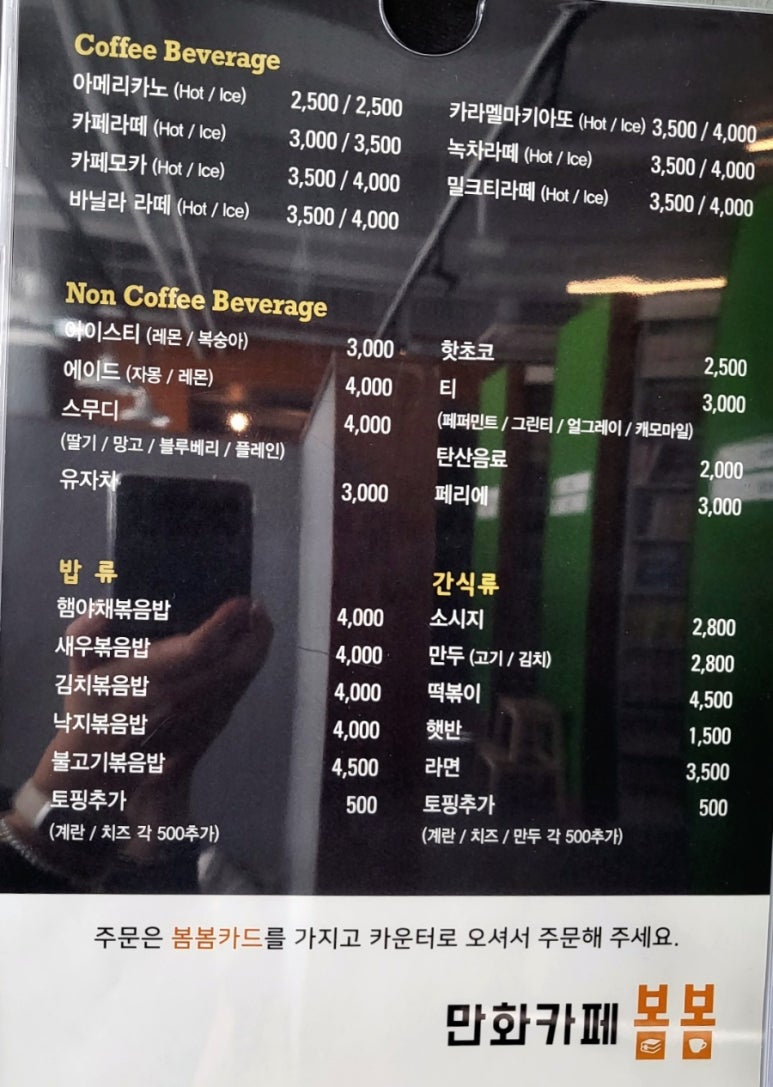 Coffee Beverage
아메리카노 (Hot / Ice) 2,500 / 2,500
카페라떼 (Hot / Ice) 3,000 / 3,500
카페모카 (Hot / Ice) 3,500 / 4,000
바닐라 라떼 (Hot / Ice) 3,500 / 4,000
카라멜마키아또 (Hot / Ice) 3,500 / 4,000
녹차라떼 (Hot / Ice) 3,500 / 4,000
밀크티라떼 (Hot / Ice) 3,500 / 4,000
Non Coffee Beverage
아이스티 (레몬 / 복숭아) 3,000
에이드 (자몽 / 레몬) 4,000
스무디 4,000
(딸기 / 망고 / 블루베리 / 플레인)
유자차 3,000
핫초코 2,500
티 3,000
(페퍼민트 / 그린티 / 얼그레이 / 캐모마일)
탄산음료 2,000
페리에 3,000
밥 류
햄야채볶음밥 4,000
새우볶음밥 4,000
김치볶음밥 4,000
낙지볶음밥 4,000
불고기볶음밥 4,500
토핑추가 500
(계란 / 치즈 각 500추가)
간식류
소시지 2,800
만두 (고기 / 김치) 2,800
떡볶이 4,500
햇반 1,500
라면 3,500
토핑추가 500
(계란 / 치즈 / 만두 각 500추가)
주문은 봄봄카드를 가지고 카운터로 오셔서 주문해 주세요.
만화카페 봄봄